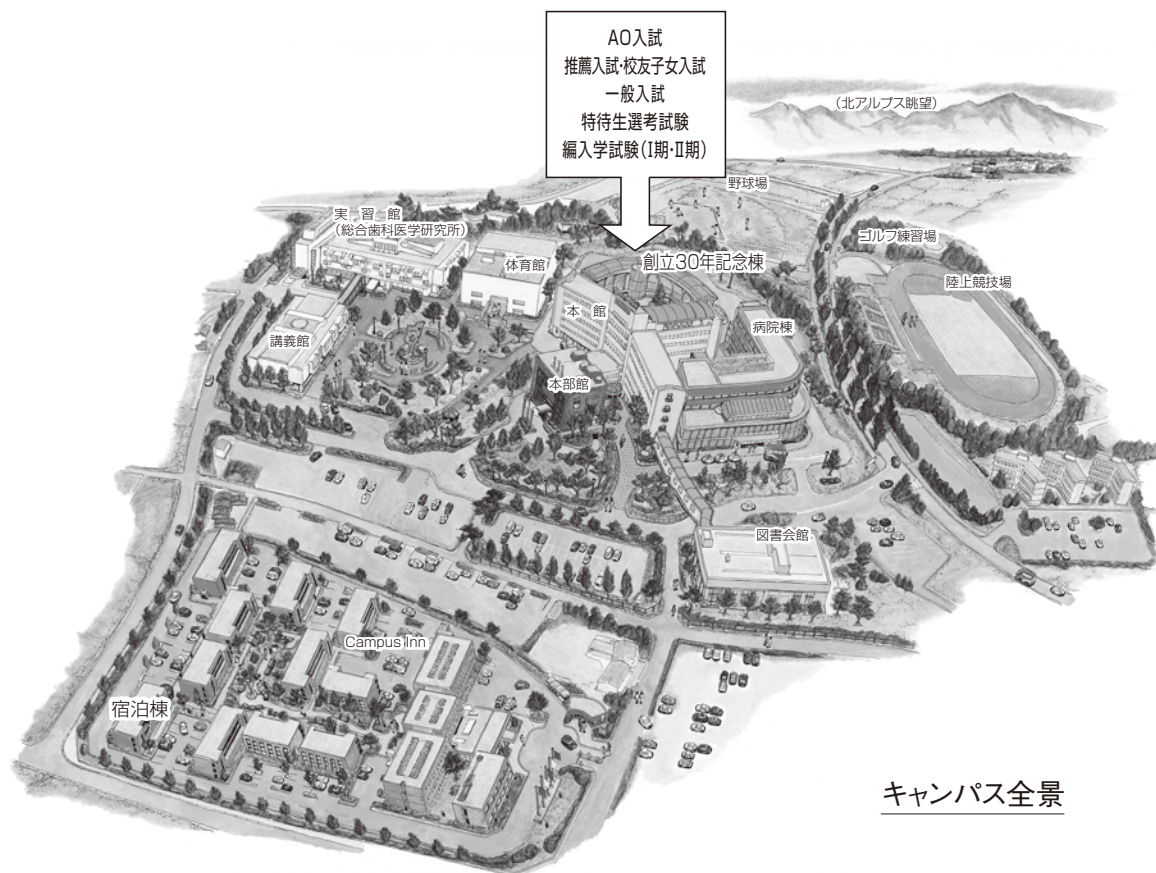 AO入試
推薦入試・校友子女入試
一般入試
特待生選考試験
編入学試験(Ⅰ期・Ⅱ期)
(北アルプス眺望)
野球場
実習館
(総合歯科医学研究所)
ゴルフ練習場
体育館
創立30年記念棟
陸上競技場
本館
病院棟
講義館
本部館
図書会館
Campus Inn
宿泊棟
キャンパス全景